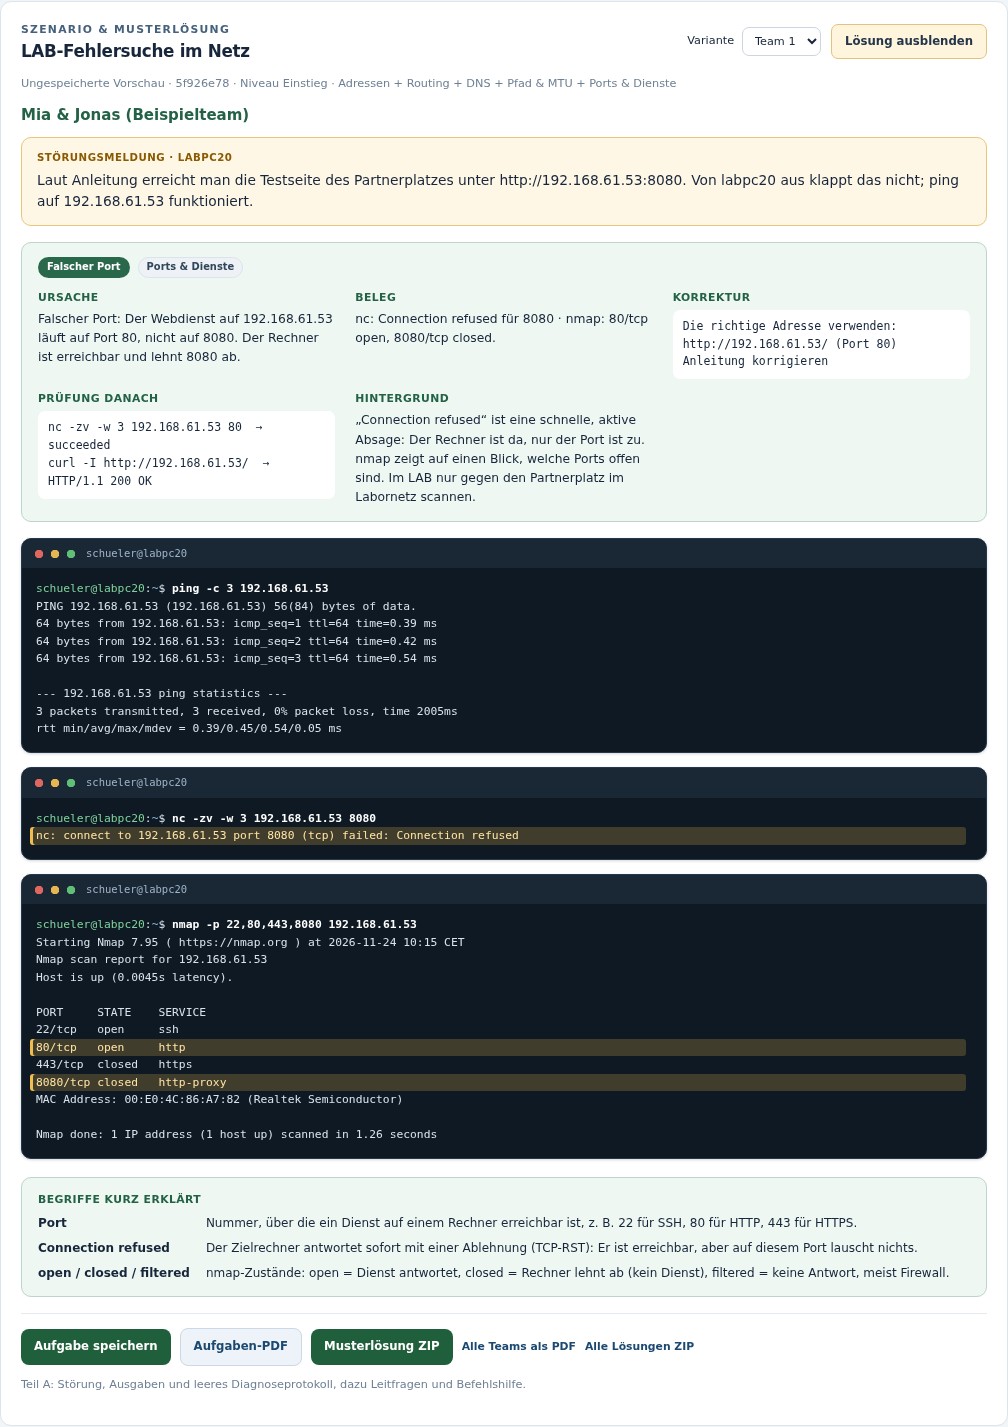 SZENARIO & MUSTERLÖSUNG
LAB-Fehlersuche im Netz
Variante Team 1 Lösung ausblenden
Ungespeicherte Vorschau · 5f926e78 · Niveau Einstieg · Adressen + Routing + DNS + Pfad & MTU + Ports & Dienste
Mia & Jonas (Beispielteam)
STÖRUNGSMELDUNG · LABPC20
Laut Anleitung erreicht man die Testseite des Partnerplatzes unter http://192.168.61.53:8080. Von labpc20 aus klappt das nicht; ping
auf 192.168.61.53 funktioniert.
Falscher Port Ports & Dienste
URSACHE
Falscher Port: Der Webdienst auf 192.168.61.53
läuft auf Port 80, nicht auf 8080. Der Rechner
ist erreichbar und lehnt 8080 ab.
BELEG
nc: Connection refused für 8080 · nmap: 80/tcp
open, 8080/tcp closed.
KORREKTUR
Die richtige Adresse verwenden:
http://192.168.61.53/ (Port 80)
Anleitung korrigieren
PRÜFUNG DANACH
nc -zv -w 3 192.168.61.53 80  →
succeeded
curl -I http://192.168.61.53/  →
HTTP/1.1 200 OK
HINTERGRUND
„Connection refused“ ist eine schnelle, aktive
Absage: Der Rechner ist da, nur der Port ist zu.
nmap zeigt auf einen Blick, welche Ports offen
sind. Im LAB nur gegen den Partnerplatz im
Labornetz scannen.
schueler@labpc20
schueler@labpc20:~$ ping -c 3 192.168.61.53
PING 192.168.61.53 (192.168.61.53) 56(84) bytes of data.
64 bytes from 192.168.61.53: icmp_seq=1 ttl=64 time=0.39 ms
64 bytes from 192.168.61.53: icmp_seq=2 ttl=64 time=0.42 ms
64 bytes from 192.168.61.53: icmp_seq=3 ttl=64 time=0.54 ms
--- 192.168.61.53 ping statistics ---
3 packets transmitted, 3 received, 0% packet loss, time 2005ms
rtt min/avg/max/mdev = 0.39/0.45/0.54/0.05 ms
schueler@labpc20
schueler@labpc20:~$ nc -zv -w 3 192.168.61.53 8080
nc: connect to 192.168.61.53 port 8080 (tcp) failed: Connection refused
schueler@labpc20
schueler@labpc20:~$ nmap -p 22,80,443,8080 192.168.61.53
Starting Nmap 7.95 ( https://nmap.org ) at 2026-11-24 10:15 CET
Nmap scan report for 192.168.61.53
Host is up (0.0045s latency).
PORT     STATE    SERVICE
22/tcp   open     ssh
80/tcp   open     http
443/tcp  closed   https
8080/tcp closed   http-proxy
MAC Address: 00:E0:4C:86:A7:82 (Realtek Semiconductor)
Nmap done: 1 IP address (1 host up) scanned in 1.26 seconds
BEGRIFFE KURZ ERKLÄRT
Port Nummer, über die ein Dienst auf einem Rechner erreichbar ist, z. B. 22 für SSH, 80 für HTTP, 443 für HTTPS.
Connection refused Der Zielrechner antwortet sofort mit einer Ablehnung (TCP-RST): Er ist erreichbar, aber auf diesem Port lauscht nichts.
open / closed / filtered nmap-Zustände: open = Dienst antwortet, closed = Rechner lehnt ab (kein Dienst), filtered = keine Antwort, meist Firewall.
Aufgabe speichern Aufgaben-PDF Musterlösung ZIP Alle Teams als PDF Alle Lösungen ZIP
Teil A: Störung, Ausgaben und leeres Diagnoseprotokoll, dazu Leitfragen und Befehlshilfe.